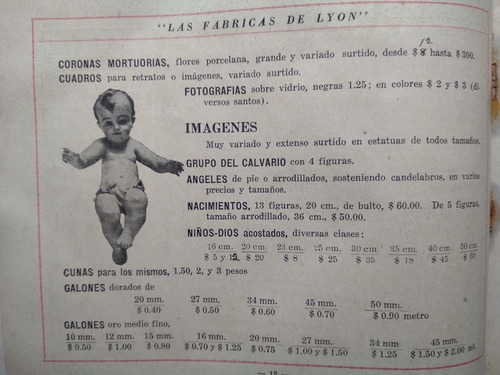 "LAS FABRICAS DE LYON"
CORONAS MORTUORIAS, flores porcelana, grande y variado surtido, desde $ 12 hasta $ 300.
CUADROS para retratos o imágenes, variado surtido.
FOTOGRAFIAS sobre vidrio, negras 1.25; en colores $ 2 y $ 3 (di-
versos santos).
IMAGENES
Muy variado y extenso surtido en estatuas de todos tamaños.
GRUPO DEL CALVARIO con 4 figuras.
ANGELES de pie o arrodillados, sosteniendo candelabros, en varios
precios y tamaños.
NACIMIENTOS, 13 figuras, 20 cm., de bulto, $ 60.00. De 5 figuras,
tamaño arrodillado, 36 cm., $ 50.00.
NIÑOS-DIOS acostados, diversas clases:
16 cm. 20 cm. 23 cm. 25 cm. 30 cm. 35 cm. 40 cm. 50 cm.
$ 5 y 12 $ 20 $ 8 $ 25 $ 35 $ 18 $ 45 $ 60
CUNAS para los mismos, 1.50, 2, y 3 pesos
GALONES dorados de
20 mm. 27 mm. 34 mm. 45 mm. 50 mm.
$ 0.40 $ 0.50 $ 0.60 $ 0.70 $ 0.90 metro
GALONES oro medio fino,
10 mm. 12 mm. 15 mm. 16 mm. 20 mm. 27 mm. 34 mm. 45 mm.
$ 0.50 $ 1.00 $ 0.80 $ 0.70 y $ 1.25 $ 0.75 $ 1.00 y $ 1.50 $ 1.25 $ 1.50 y $ 2.00 mt.